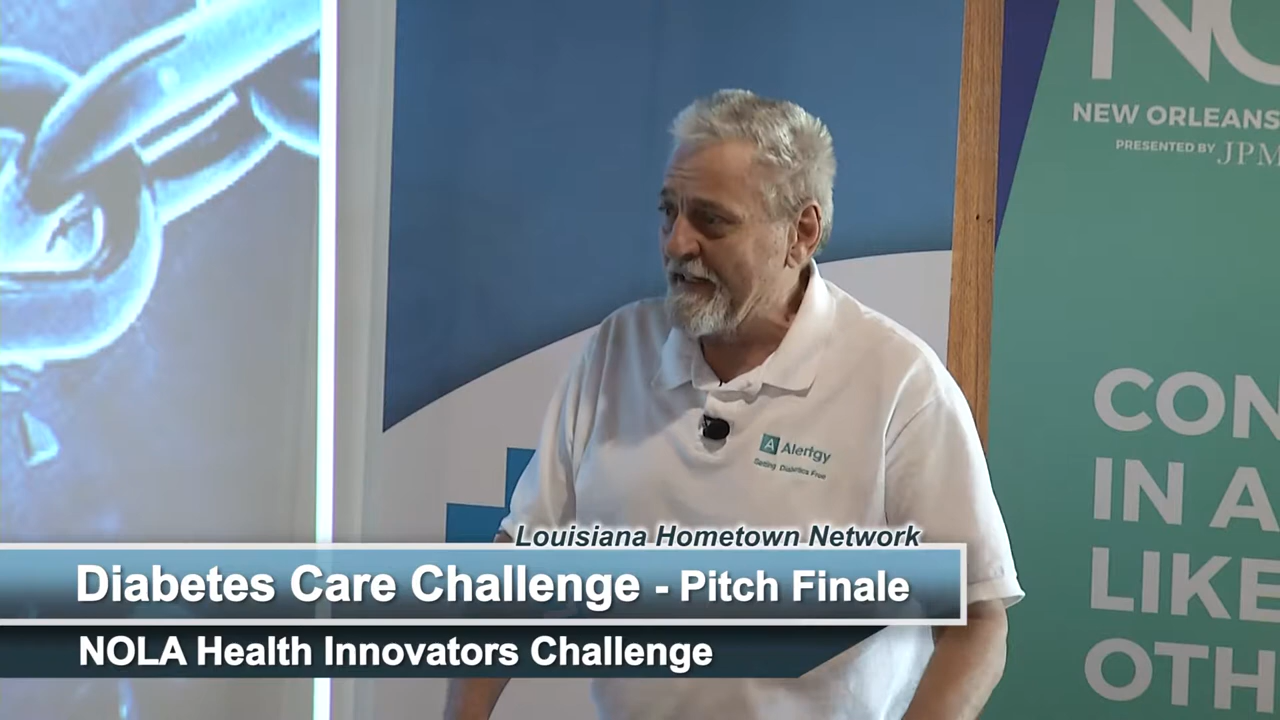 NO
NEW ORLEANS
PRESENTED BY JPM
A Alertgy
Getting Diabetics Free
CON
IN A
LIKE
OTH
Louisiana Hometown Network
Diabetes Care Challenge - Pitch Finale
NOLA Health Innovators Challenge